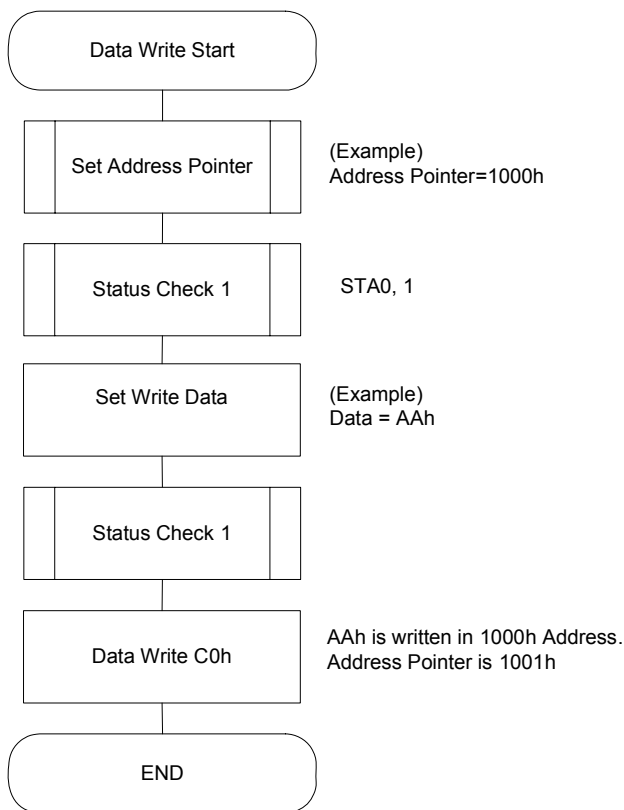 Data Write Start
Set Address Pointer
(Example)
Address Pointer=1000h
Status Check 1
STA0, 1
Set Write Data
(Example)
Data = AAh
Status Check 1
Data Write C0h
AAh is written in 1000h Address.
Address Pointer is 1001h
END